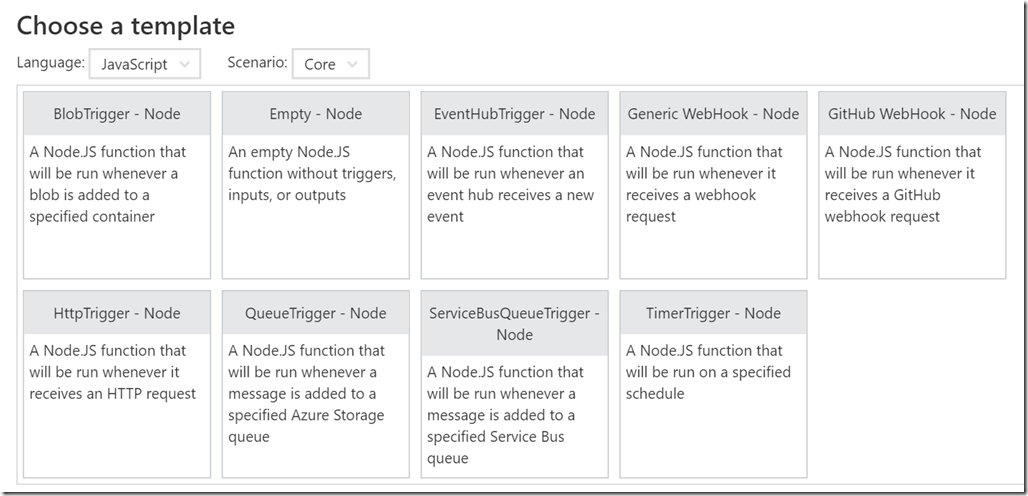 Choose a template
Language: JavaScript Scenario: Core
BlobTrigger - Node
A Node.JS function that
will be run whenever a
blob is added to a
specified container
Empty - Node
An empty Node.JS
function without triggers,
inputs, or outputs
EventHubTrigger - Node
A Node.JS function that
will be run whenever an
event hub receives a new
event
Generic WebHook - Node
A Node.JS function that
will be run whenever it
receives a webhook
request
GitHub WebHook - Node
A Node.JS function that
will be run whenever it
receives a GitHub
webhook request
HttpTrigger - Node
A Node.JS function that
will be run whenever it
receives an HTTP request
QueueTrigger - Node
A Node.JS function that
will be run whenever a
message is added to a
specified Azure Storage
queue
ServiceBusQueueTrigger -
Node
A Node.JS function that
will be run whenever a
message is added to a
specified Service Bus
queue
TimerTrigger - Node
A Node.JS function that
will be run on a specified
schedule